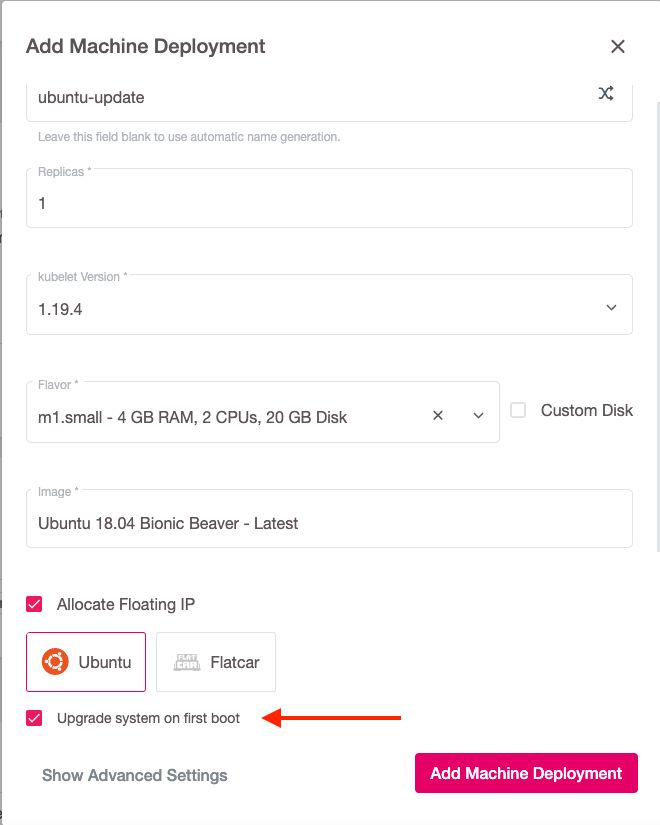 Add Machine Deployment
ubuntu-update
Leave this field blank to use automatic name generation.
Replicas *
1
kubelet Version *
1.19.4
Flavor *
m1.small - 4 GB RAM, 2 CPUs, 20 GB Disk
Custom Disk
Image *
Ubuntu 18.04 Bionic Beaver - Latest
Allocate Floating IP
Ubuntu
FLAT CAR Flatcar
Upgrade system on first boot
Show Advanced Settings
Add Machine Deployment